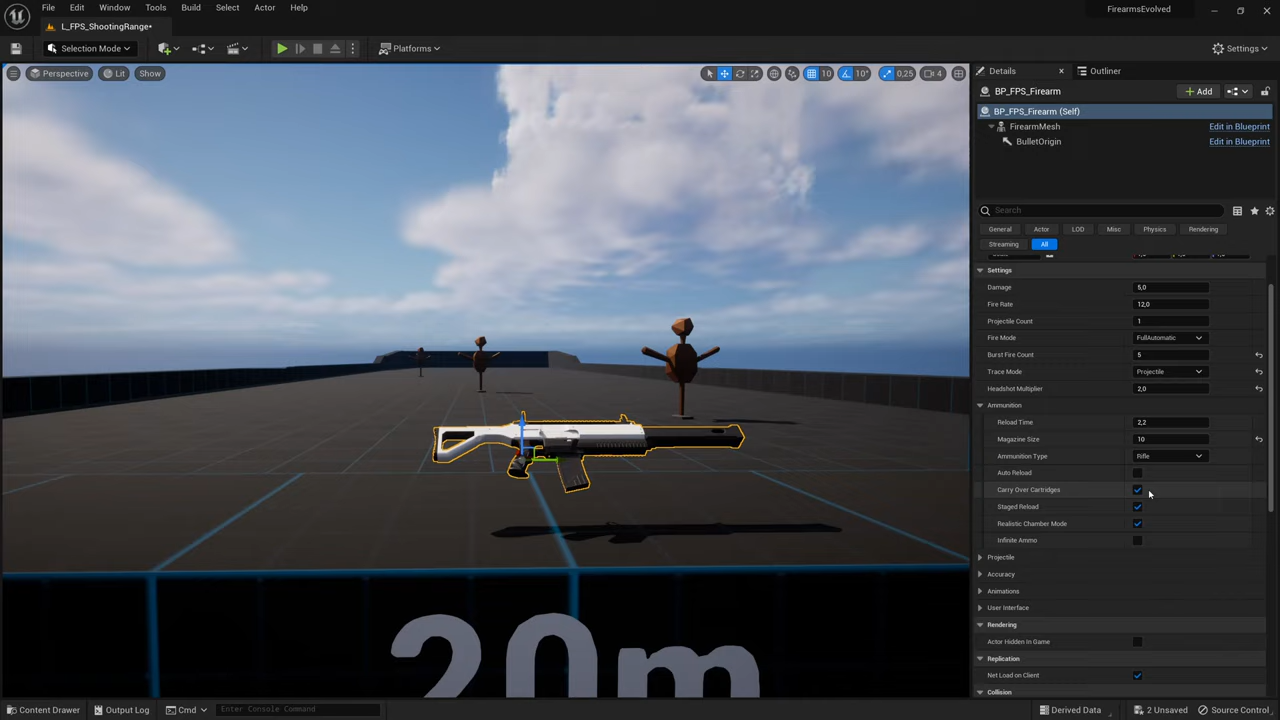 File Edit Window Tools Build Select Actor Help
FirearmsEvolved
L_FPS_ShootingRange*
Selection Mode
Platforms
Settings
Perspective Lit Show
10 10° 0,25 4
Details
Outliner
BP_FPS_Firearm
Add
BP_FPS_Firearm (Self)
FirearmMesh Edit in Blueprint
BulletOrigin Edit in Blueprint
Search
General Actor LOD Misc Physics Rendering
Streaming All
Settings
Damage 5,0
Fire Rate 12,0
Projectile Count 1
Fire Mode FullAutomatic
Burst Fire Count 5
Trace Mode Projectile
Headshot Multiplier 2,0
Ammunition
Reload Time 2,2
Magazine Size 10
Ammunition Type Rifle
Auto Reload
Carry Over Cartridges
Staged Reload
Realistic Chamber Mode
Infinite Ammo
Projectile
Accuracy
Animations
User Interface
Rendering
Actor Hidden In Game
Replication
Net Load on Client
Collision
20m
Content Drawer Output Log Cmd Enter Console Command Derived Data 2 Unsaved Source Control